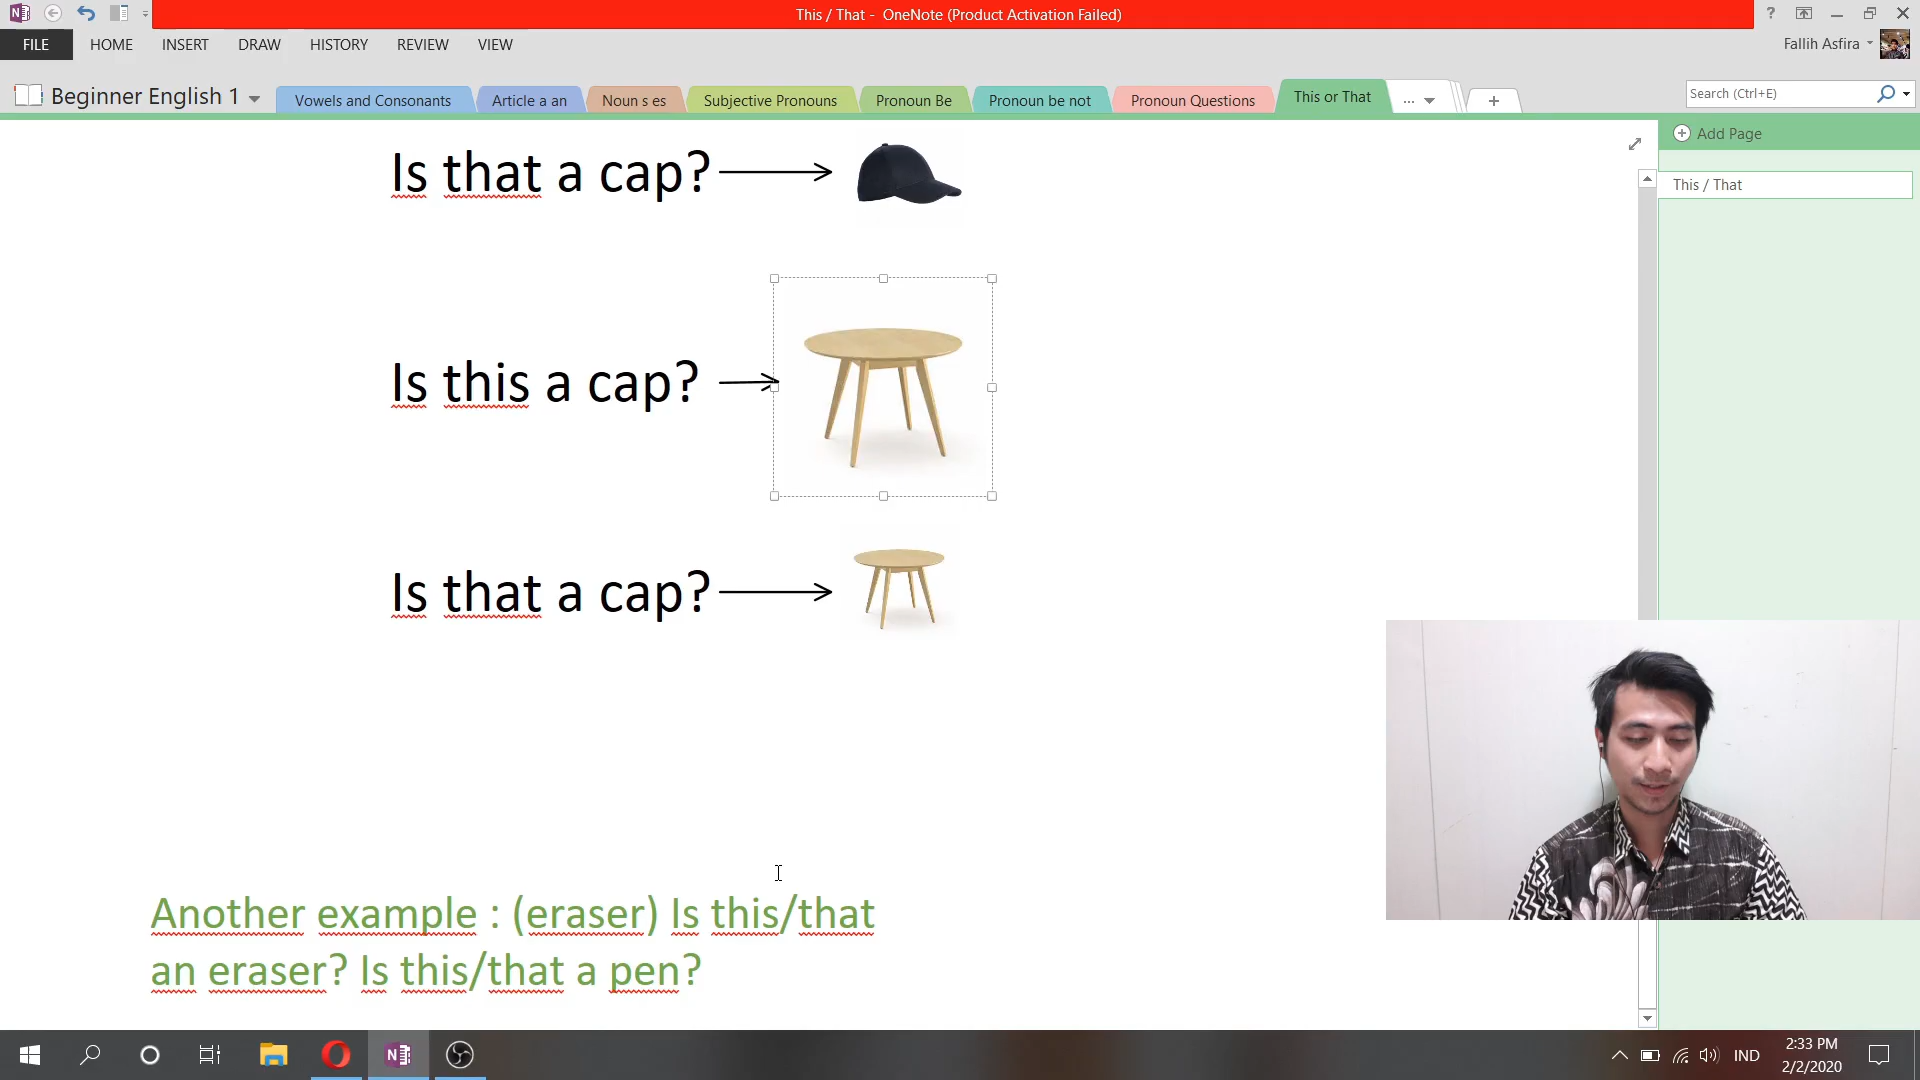 This / That - OneNote (Product Activation Failed)
?
FILE HOME INSERT DRAW HISTORY REVIEW VIEW
Fallih Asfira
Beginner English 1
Vowels and Consonants
Article a an
Noun s es
Subjective Pronouns
Pronoun Be
Pronoun be not
Pronoun Questions
This or That
...
+
Search (Ctrl+E)
Add Page
This / That
Is that a cap?
Is this a cap?
Is that a cap?
Another example : (eraser) Is this/that
an eraser? Is this/that a pen?
IND
2:33 PM
2/2/2020